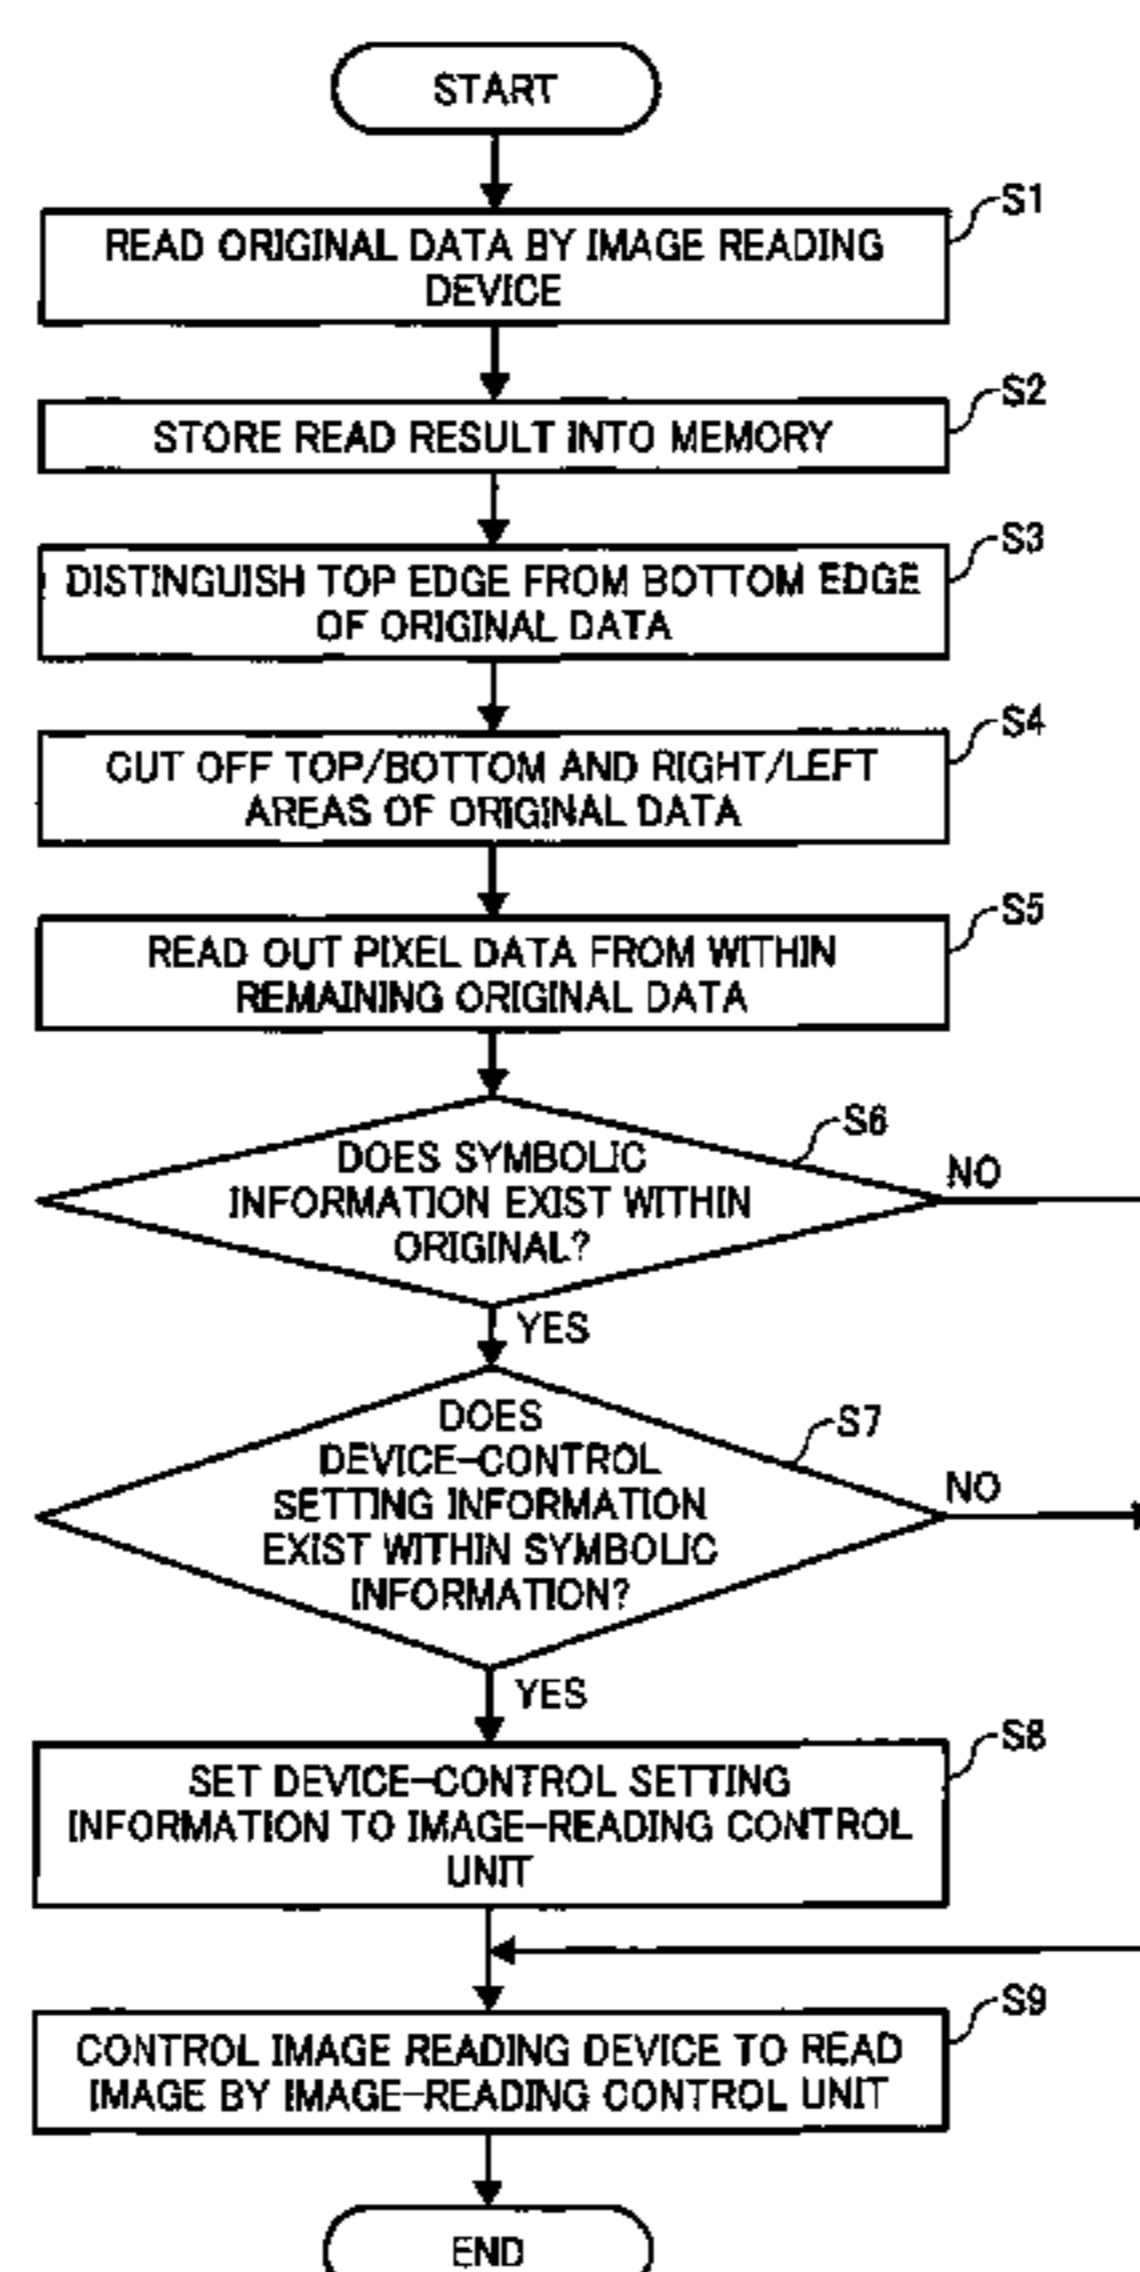 START
S1
READ ORIGINAL DATA BY IMAGE READING
DEVICE
S2
STORE READ RESULT INTO MEMORY
S3
DISTINGUISH TOP EDGE FROM BOTTOM EDGE
OF ORIGINAL DATA
S4
CUT OFF TOP/BOTTOM AND RIGHT/LEFT
AREAS OF ORIGINAL DATA
S5
READ OUT PIXEL DATA FROM WITHIN
REMAINING ORIGINAL DATA
S6
DOES SYMBOLIC
INFORMATION EXIST WITHIN
ORIGINAL?
NO
YES
S7
DOES
DEVICE-CONTROL
SETTING INFORMATION
EXIST WITHIN SYMBOLIC
INFORMATION?
NO
YES
S8
SET DEVICE-CONTROL SETTING
INFORMATION TO IMAGE-READING CONTROL
UNIT
S9
CONTROL IMAGE READING DEVICE TO READ
IMAGE BY IMAGE-READING CONTROL UNIT
END